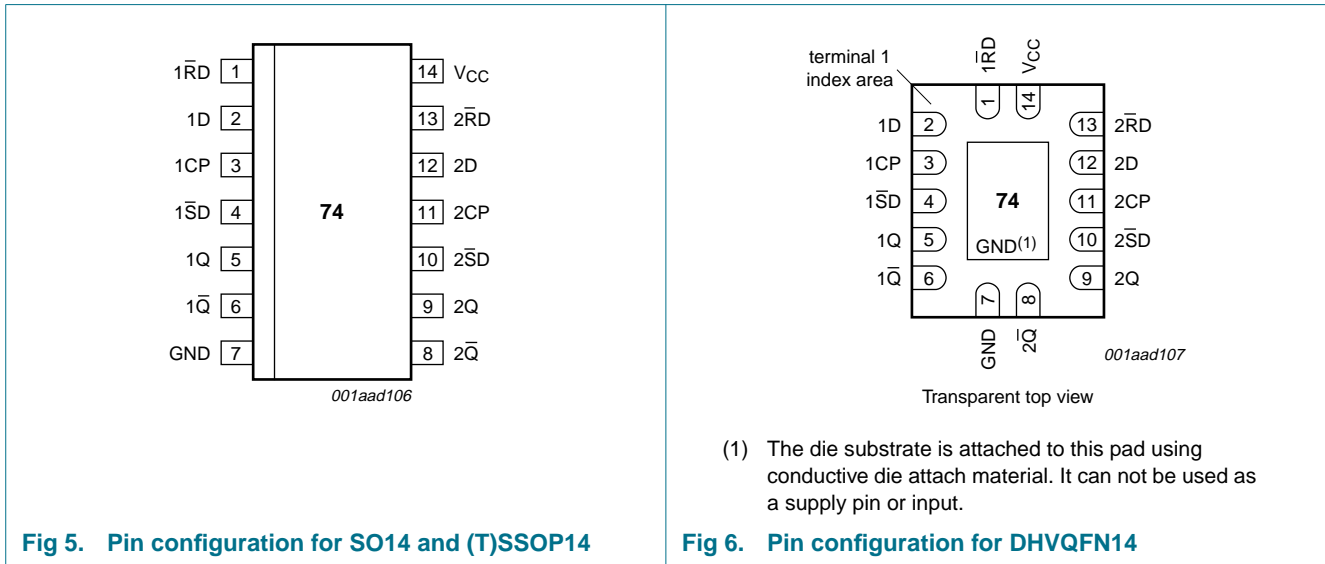 1R̅D 1
1D 2
1CP 3
1S̅D 4
1Q 5
1Q̅ 6
GND 7
74
14 VCC
13 2R̅D
12 2D
11 2CP
10 2S̅D
9 2Q
8 2Q̅
001aad106
Fig 5. Pin configuration for SO14 and (T)SSOP14
terminal 1
index area
1R̅D
VCC
1
14
1D 2
1CP 3
1S̅D 4
1Q 5
1Q̅ 6
74
GND(1)
13 2R̅D
12 2D
11 2CP
10 2S̅D
9 2Q
7
8
GND
2Q̅
001aad107
Transparent top view
(1) The die substrate is attached to this pad using
conductive die attach material. It can not be used as
a supply pin or input.
Fig 6. Pin configuration for DHVQFN14